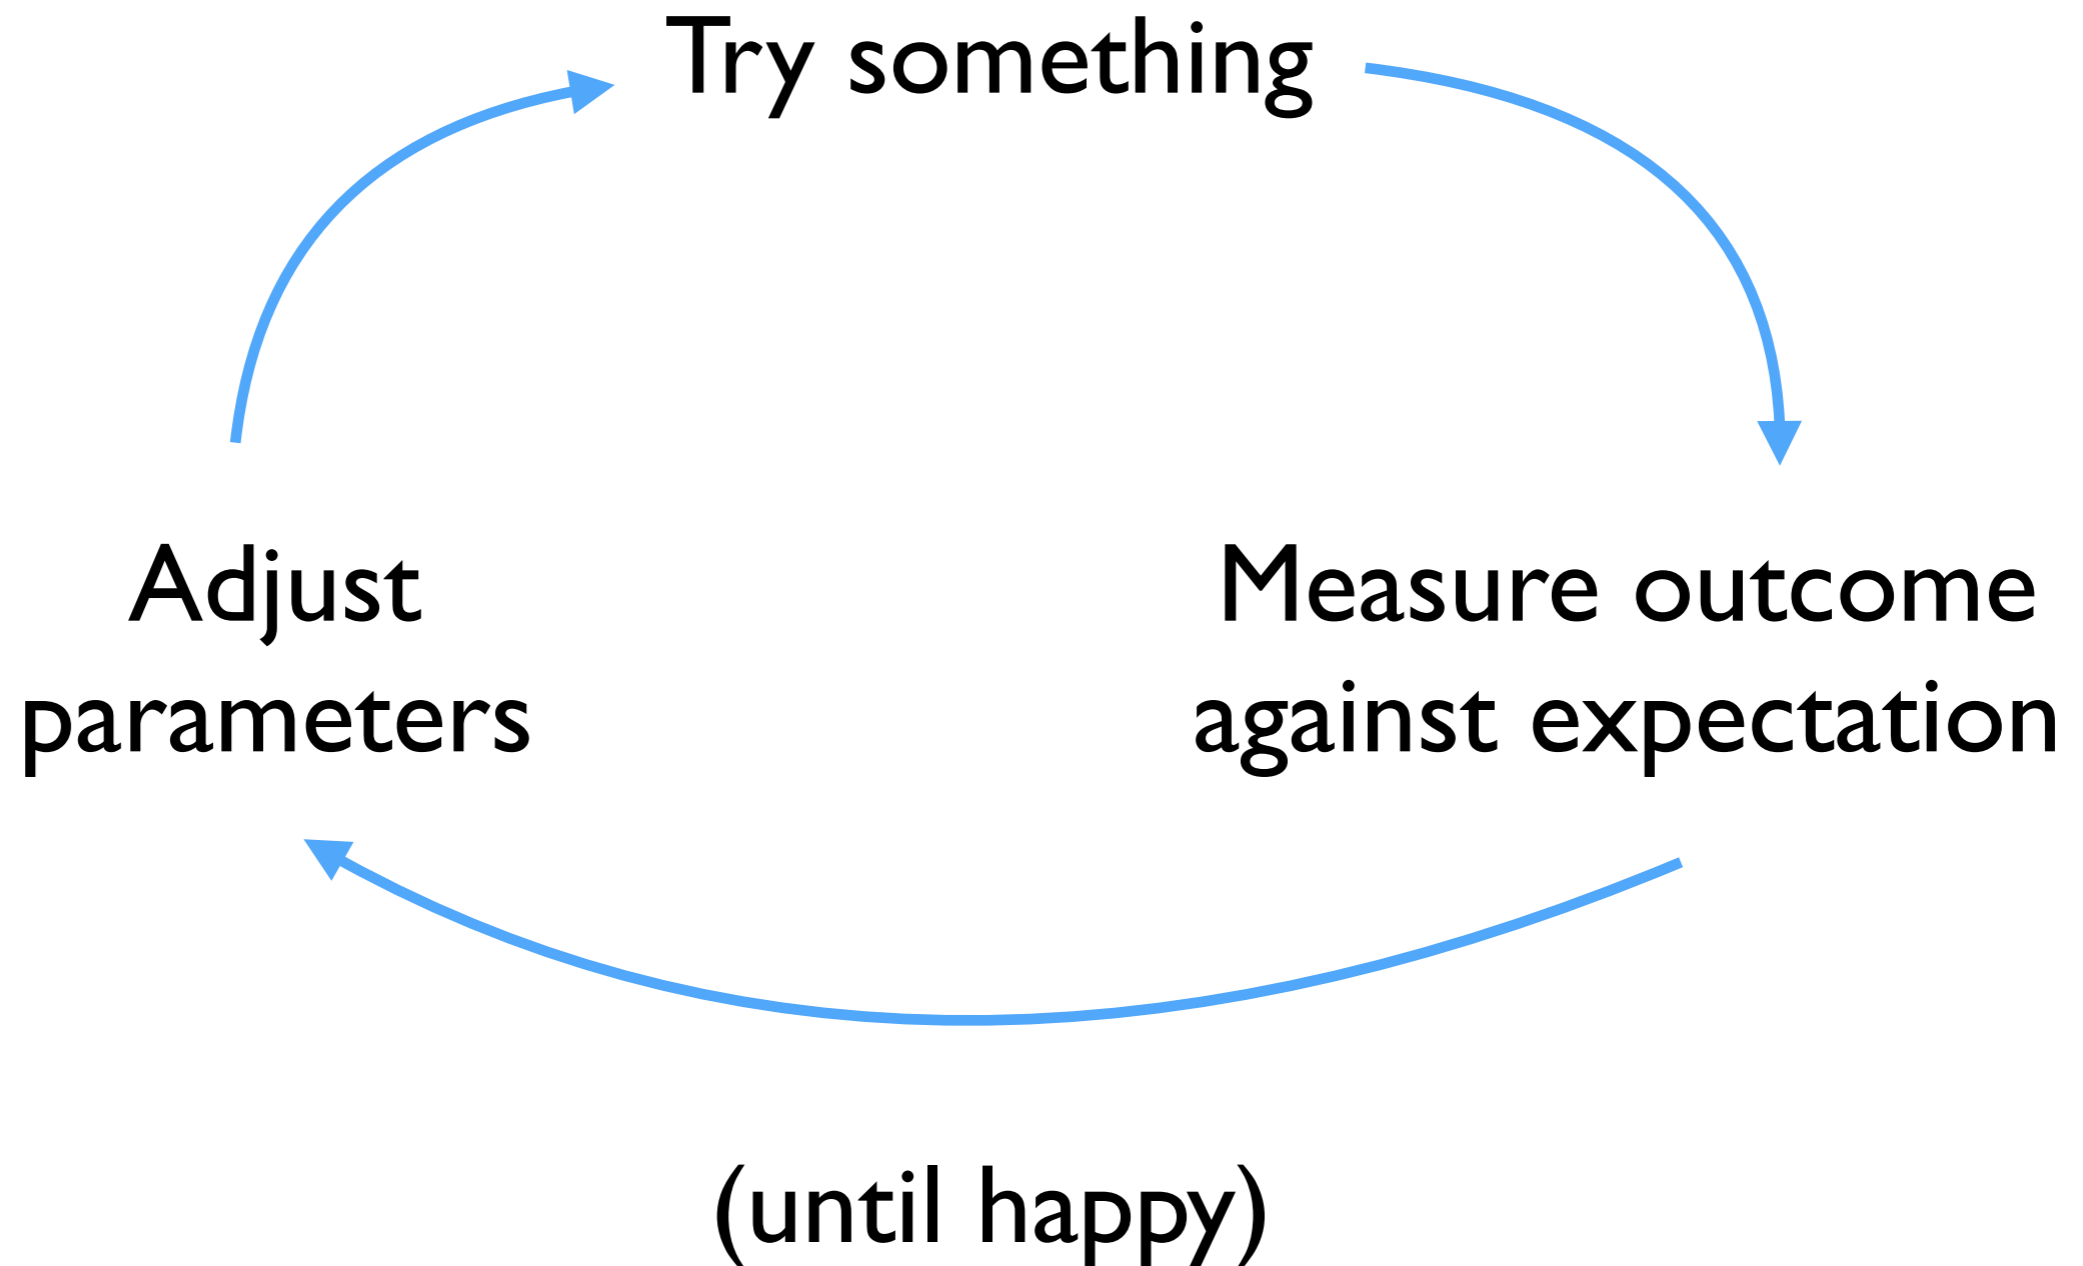 Try something
Adjust
parameters
Measure outcome
against expectation
(until happy)